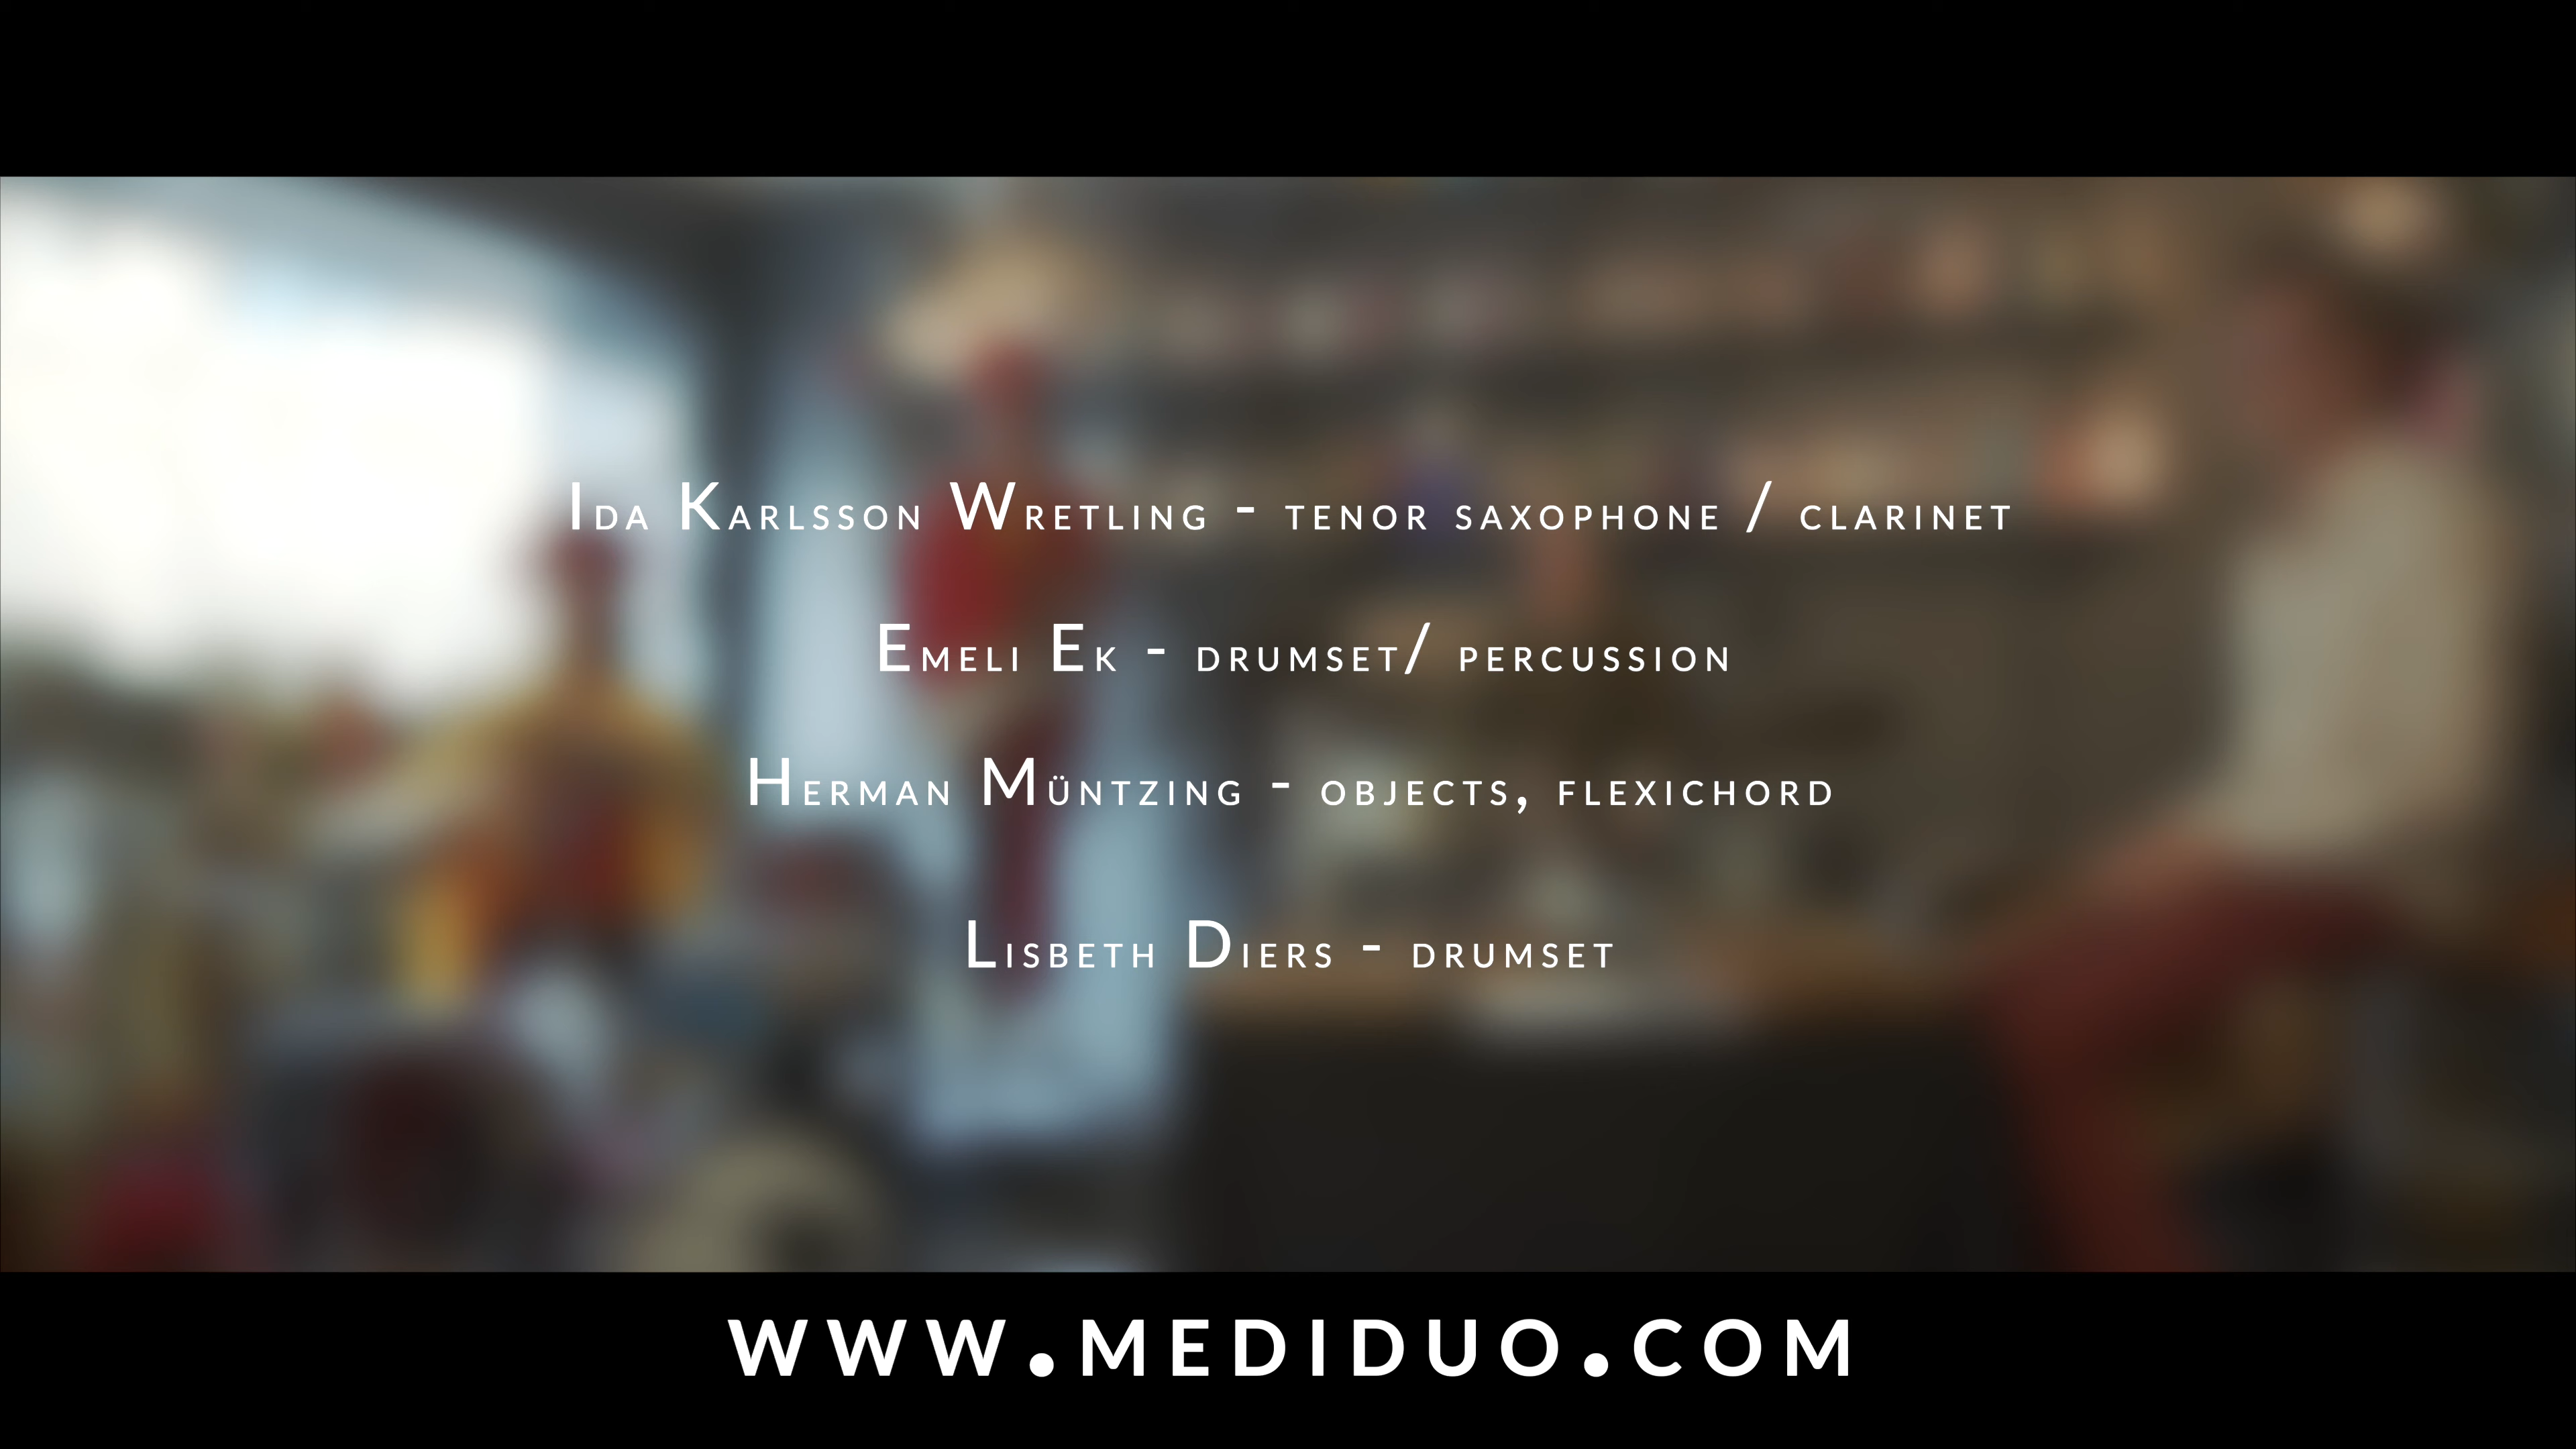 Ida Karlsson Wretling - tenor saxophone / clarinet
Emeli Ek - drumset/ percussion
Herman Müntzing - objects, flexichord
Lisbeth Diers - drumset
www.mediduo.com